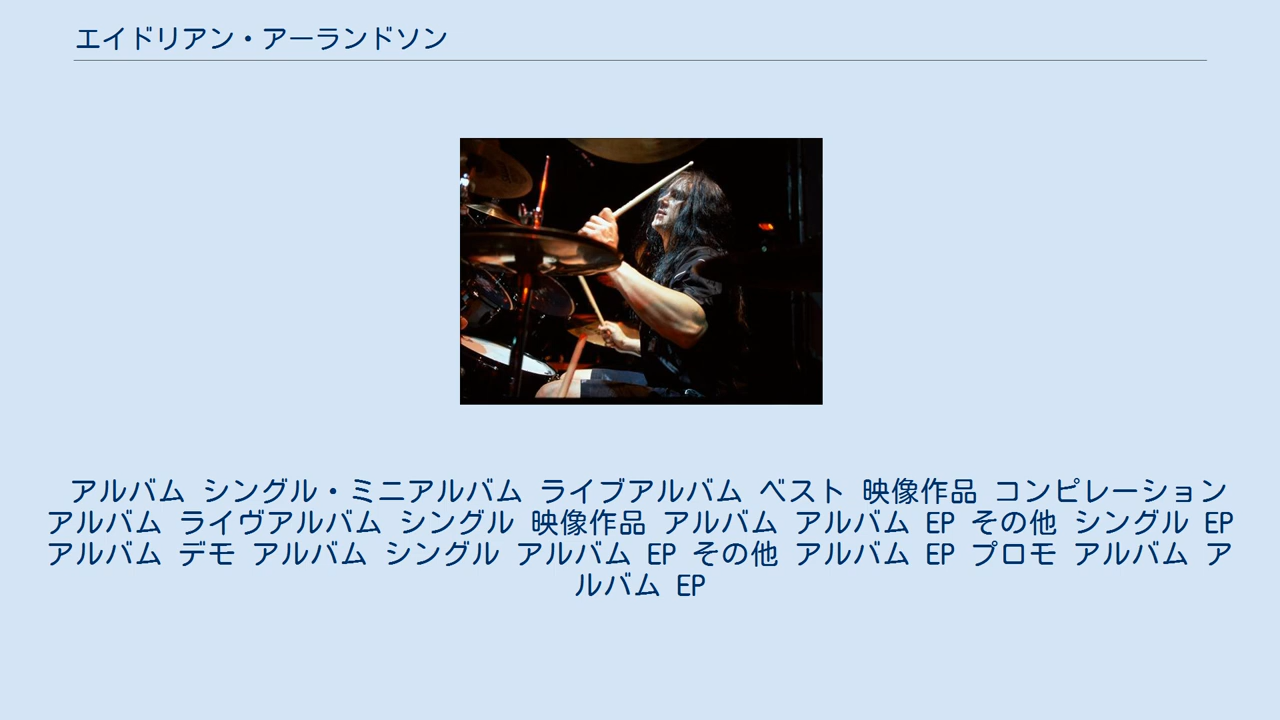 エイドリアン・アーランドソン
アルバム シングル・ミニアルバム ライブアルバム ベスト 映像作品 コンピレーション
アルバム ライヴアルバム シングル 映像作品 アルバム アルバム EP その他 シングル EP
アルバム デモ アルバム シングル アルバム EP その他 アルバム EP プロモ アルバム ア
ルバム EP